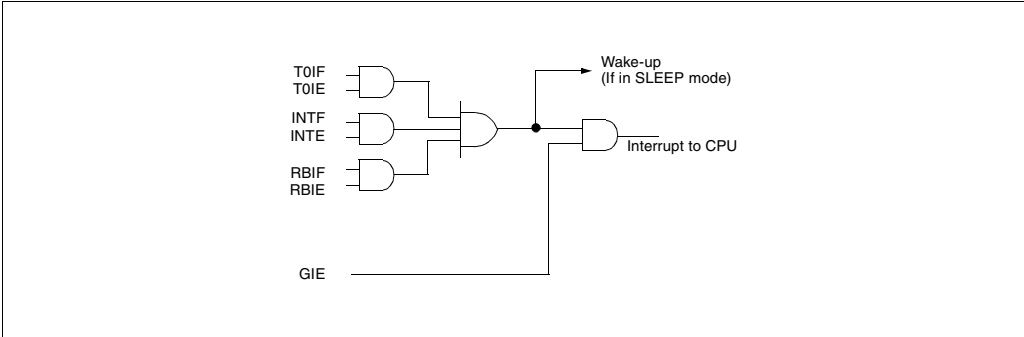 T0IF
T0IE
INTF
INTE
RBIF
RBIE
GIE
Wake-up
(If in SLEEP mode)
Interrupt to CPU